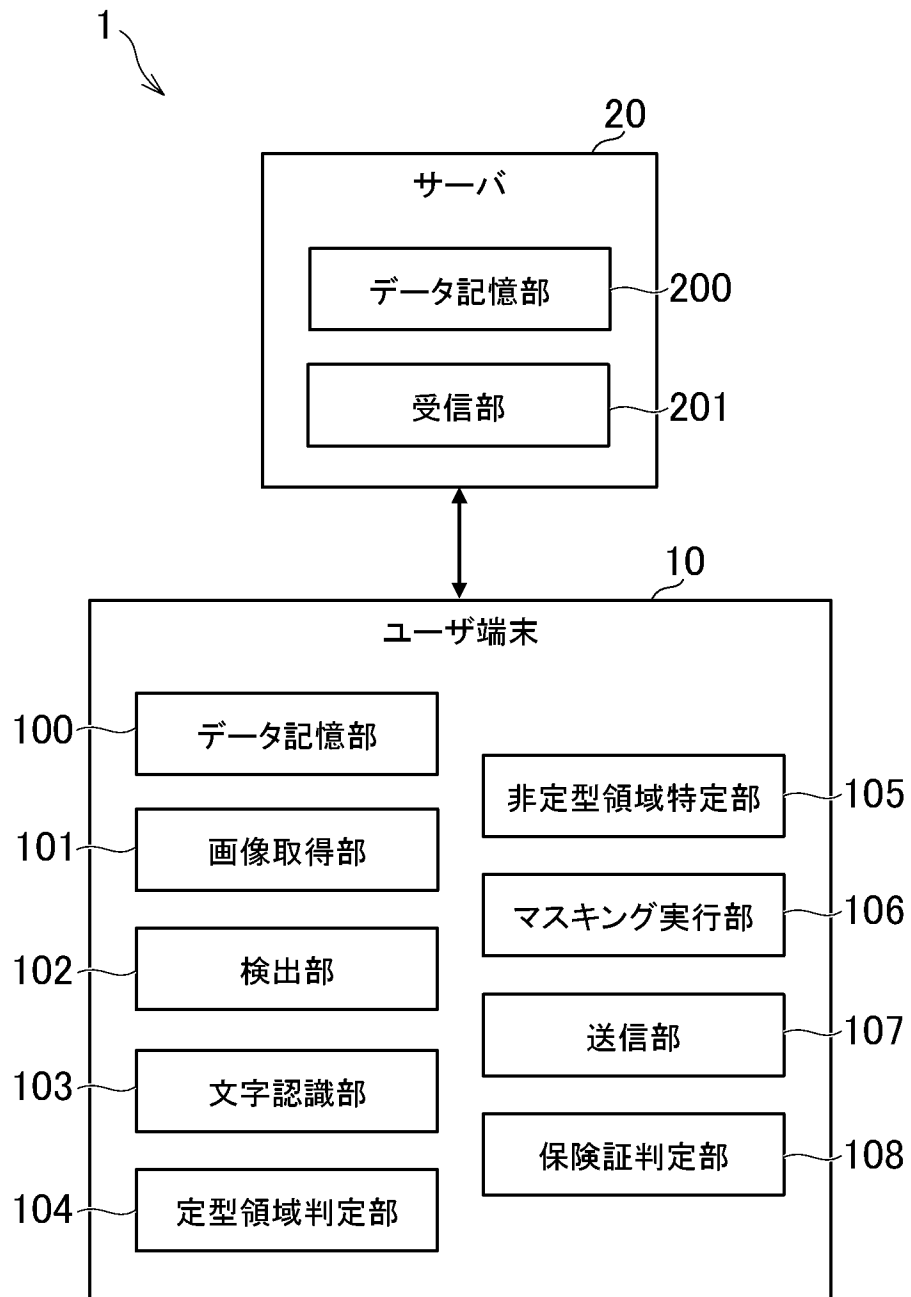 1
20
サーバ
データ記憶部
200
受信部
201
10
ユーザ端末
100
データ記憶部
101
画像取得部
102
検出部
103
文字認識部
104
定型領域判定部
非定型領域特定部
105
マスキング実行部
106
送信部
107
保険証判定部
108